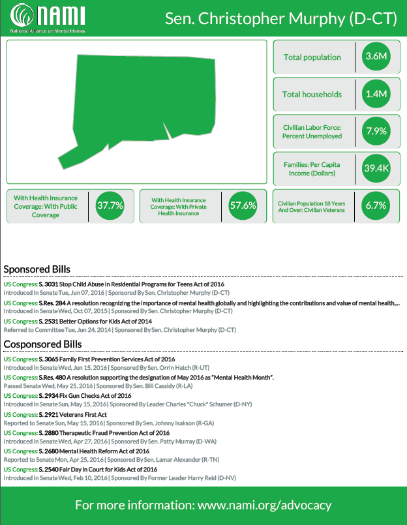 NAMI
National Alliance on Mental Illness
Sen. Christopher Murphy (D-CT)
Total population
3.6M
Total households
1.4M
Civilian Labor Force:
Percent Unemployed
7.9%
Families: Per Capita
Income (Dollars)
39.4K
With Health Insurance
Coverage: With Public
Coverage
37.7%
With Health Insurance
Coverage: With Private
Health Insurance
57.6%
Civilian Population 18 Years
And Over: Civilian Veterans
6.7%
Sponsored Bills
US Congress S. 3031 Stop Child Abuse in Residential Programs for Teens Act of 2016
Introduced in Senate Tue, Jun 07, 2016 | Sponsored By Sen. Christopher Murphy (D-CT)
US Congress S.Res. 284 A resolution recognizing the importance of mental health globally and highlighting the contributions and value of mental health,...
Introduced in Senate Wed, Oct 07, 2015 | Sponsored By Sen. Christopher Murphy (D-CT)
US Congress S. 2531 Better Options for Kids Act of 2014
Referred to Committee Tue, Jun 24, 2014 | Sponsored By Sen. Christopher Murphy (D-CT)
Cosponsored Bills
US Congress S. 3065 Family First Prevention Services Act of 2016
Introduced in Senate Wed, Jun 15, 2016 | Sponsored By Sen. Orrin Hatch (R-UT)
US Congress S.Res. 480 A resolution supporting the designation of May 2016 as "Mental Health Month".
Passed Senate Wed, May 25, 2016 | Sponsored By Sen. Bill Cassidy (R-LA)
US Congress S. 2934 Fix Gun Checks Act of 2016
Introduced in Senate Sun, May 15, 2016 | Sponsored By Leader Charles "Chuck" Schumer (D-NY)
US Congress S. 2921 Veterans First Act
Reported to Senate Sun, May 15, 2016 | Sponsored By Sen. Johnny Isakson (R-GA)
US Congress S. 2880 Therapeutic Fraud Prevention Act of 2016
Introduced in Senate Wed, Apr 27, 2016 | Sponsored By Sen. Patty Murray (D-WA)
US Congress S. 2680 Mental Health Reform Act of 2016
Reported to Senate Mon, Apr 25, 2016 | Sponsored By Sen. Lamar Alexander (R-TN)
US Congress S. 2540 Fair Day in Court for Kids Act of 2016
Introduced in Senate Wed, Feb 10, 2016 | Sponsored By Former Leader Harry Reid (D-NV)
For more information: www.nami.org/advocacy